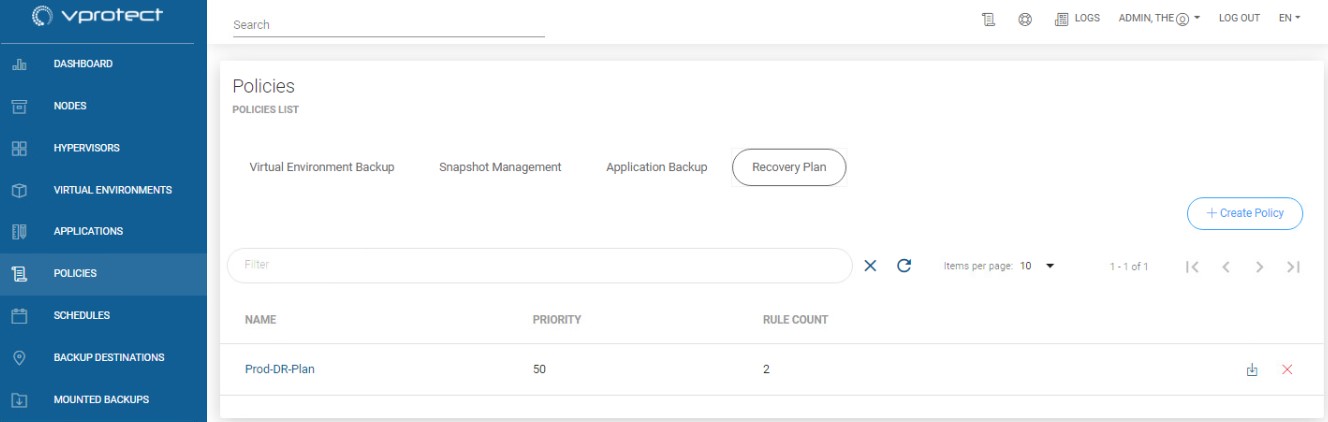 vprotect
DASHBOARD
NODES
HYPERVISORS
VIRTUAL ENVIRONMENTS
APPLICATIONS
POLICIES
SCHEDULES
BACKUP DESTINATIONS
MOUNTED BACKUPS
Search
LOGS ADMIN, THE LOG OUT EN
Policies
POLICIES LIST
Virtual Environment Backup Snapshot Management Application Backup Recovery Plan
+ Create Policy
Filter Items per page: 10 1 - 1 of 1
NAME PRIORITY RULE COUNT
Prod-DR-Plan 50 2